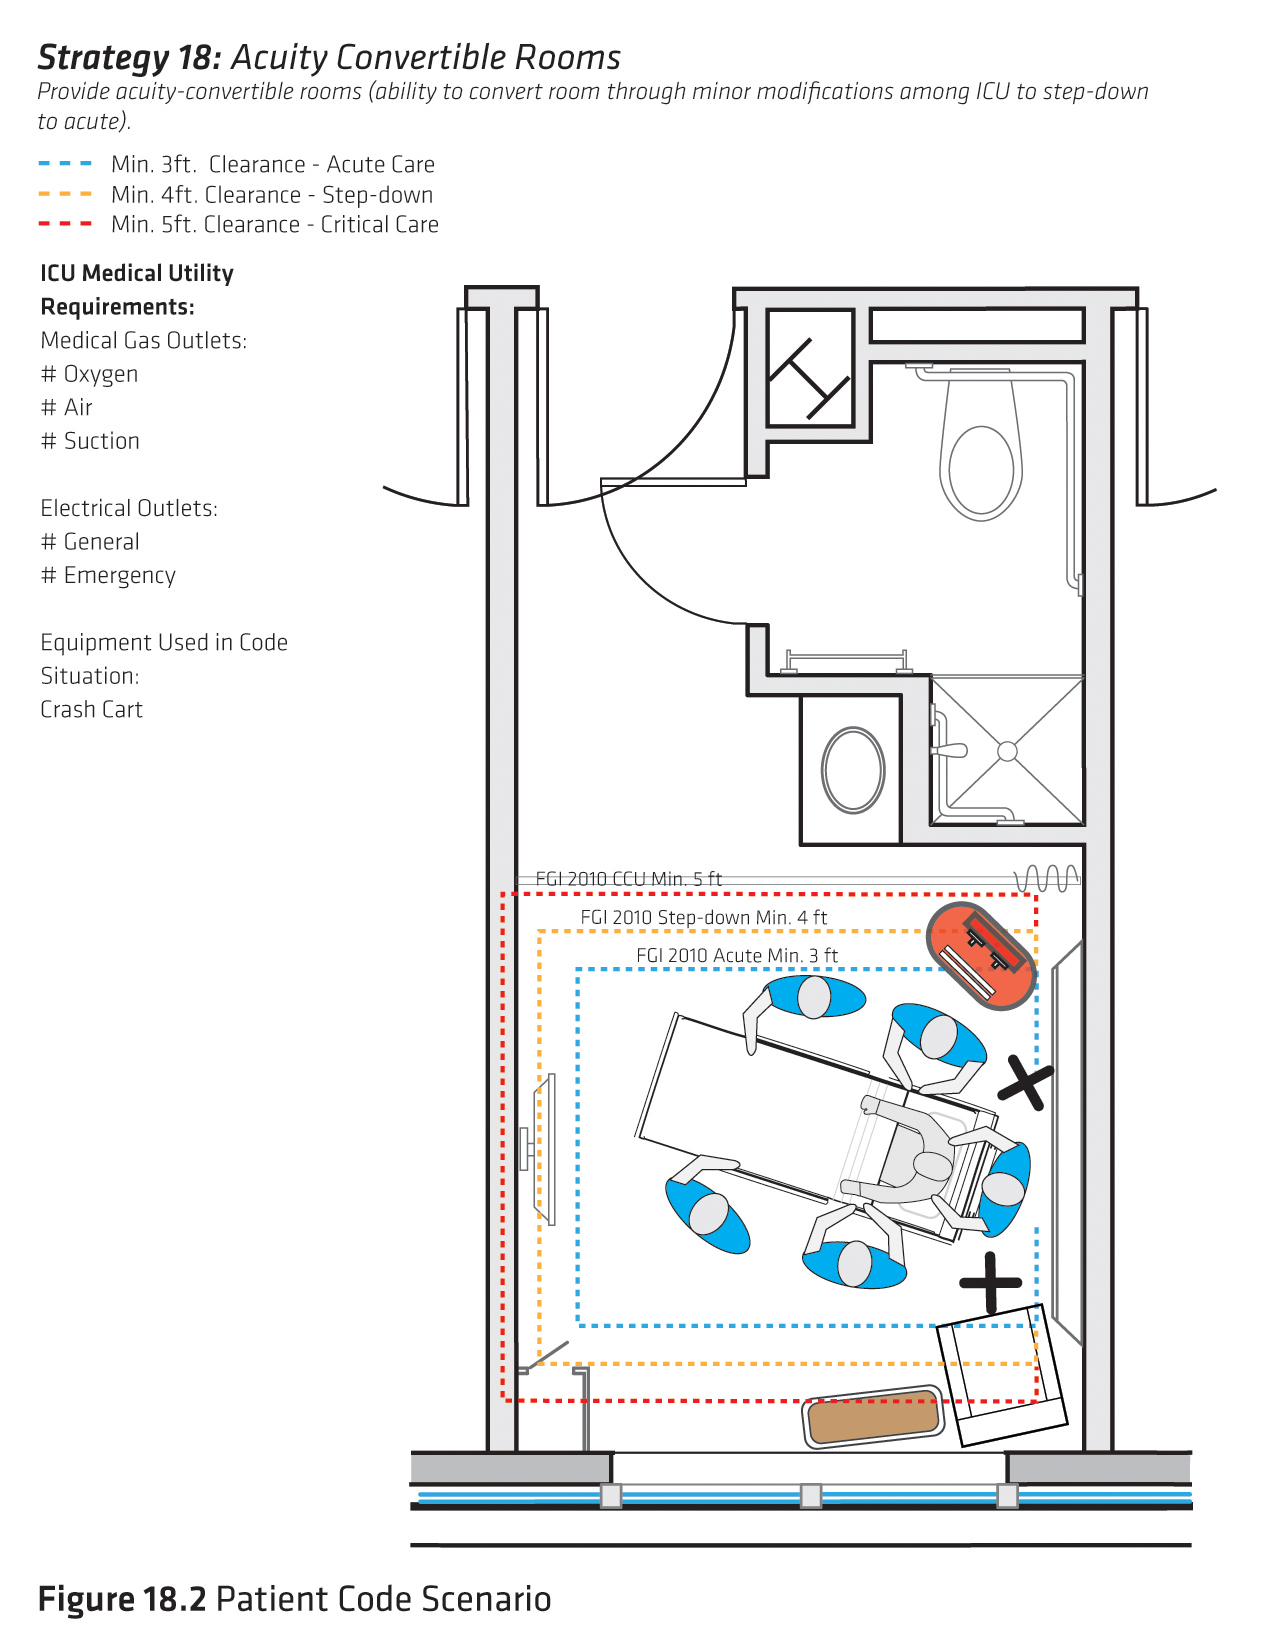 Strategy 18: Acuity Convertible Rooms
Provide acuity-convertible rooms (ability to convert room through minor modifications among ICU to step-down
to acute).
Min. 3ft. Clearance - Acute Care
Min. 4ft. Clearance - Step-down
Min. 5ft. Clearance - Critical Care
ICU Medical Utility
Requirements:
Medical Gas Outlets:
# Oxygen
# Air
# Suction
Electrical Outlets:
# General
# Emergency
Equipment Used in Code
Situation:
Crash Cart
FGI 2010 CCU Min. 5 ft
FGI 2010 Step-down Min. 4 ft
FGI 2010 Acute Min. 3 ft
Figure 18.2 Patient Code Scenario